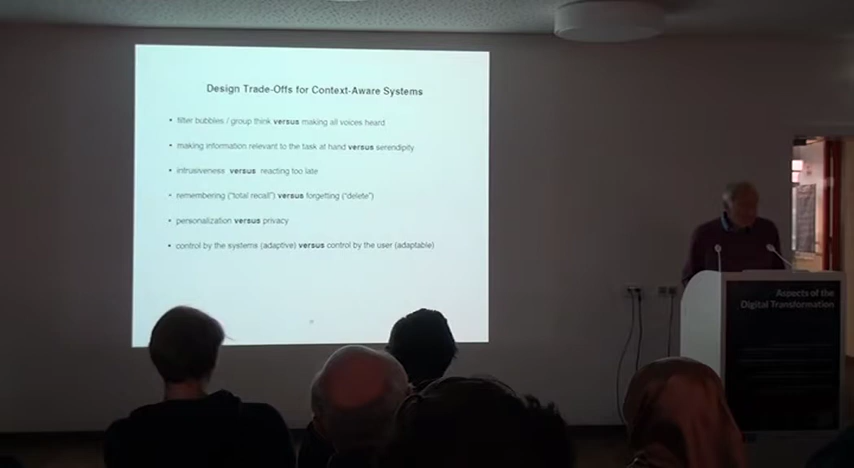 Design Trade-Offs for Context-Aware Systems
• filter bubbles / group think versus making all voices heard
• making information relevant to the task at hand versus serendipity
• intrusiveness versus reacting too late
• remembering ("total recall") versus forgetting ("delete")
• personalization versus privacy
• control by the systems (adaptive) versus control by the user (adaptable)
Aspects of the
Digital Transformation